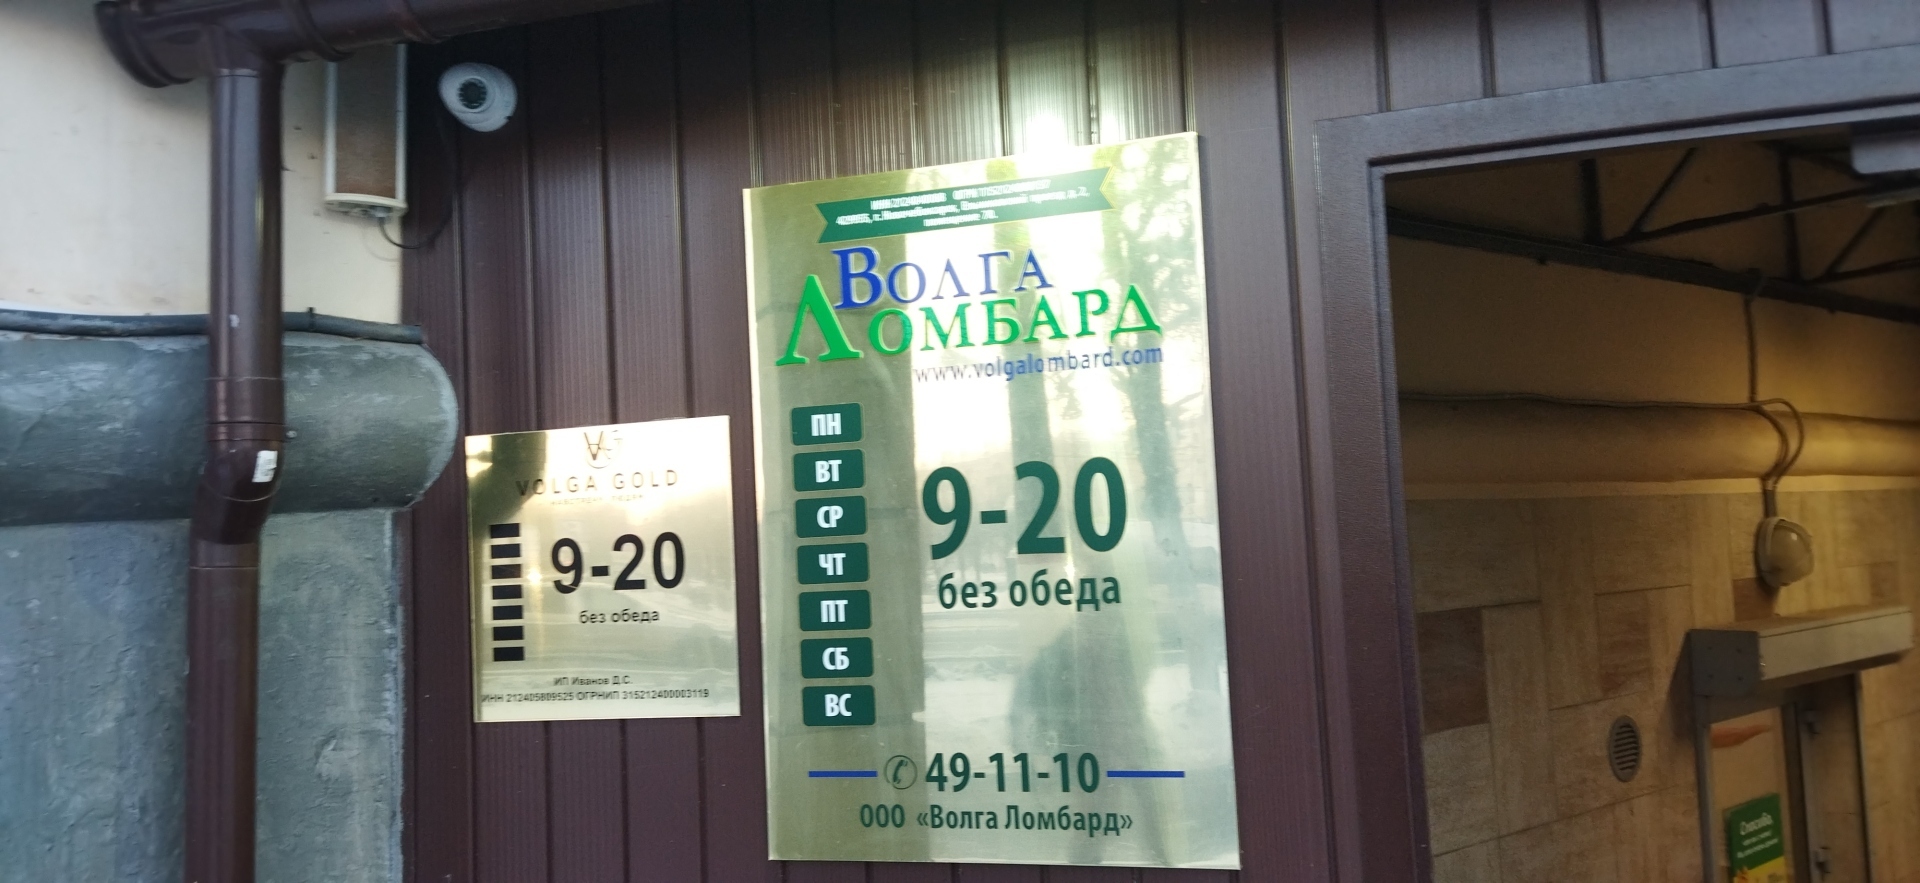 VOLGA GOLD
9-20
без обеда
ИП Иванов Д.С.
ИНН 212405809525 ОГРНИП 315212400003119
ВОЛГА
ЛОМБАРД
www.volgalombard.com
ПН
ВТ
СР
ЧТ
ПТ
СБ
ВС
9-20
без обеда
49-11-10
ООО «Волга Ломбард»
Спасибо,